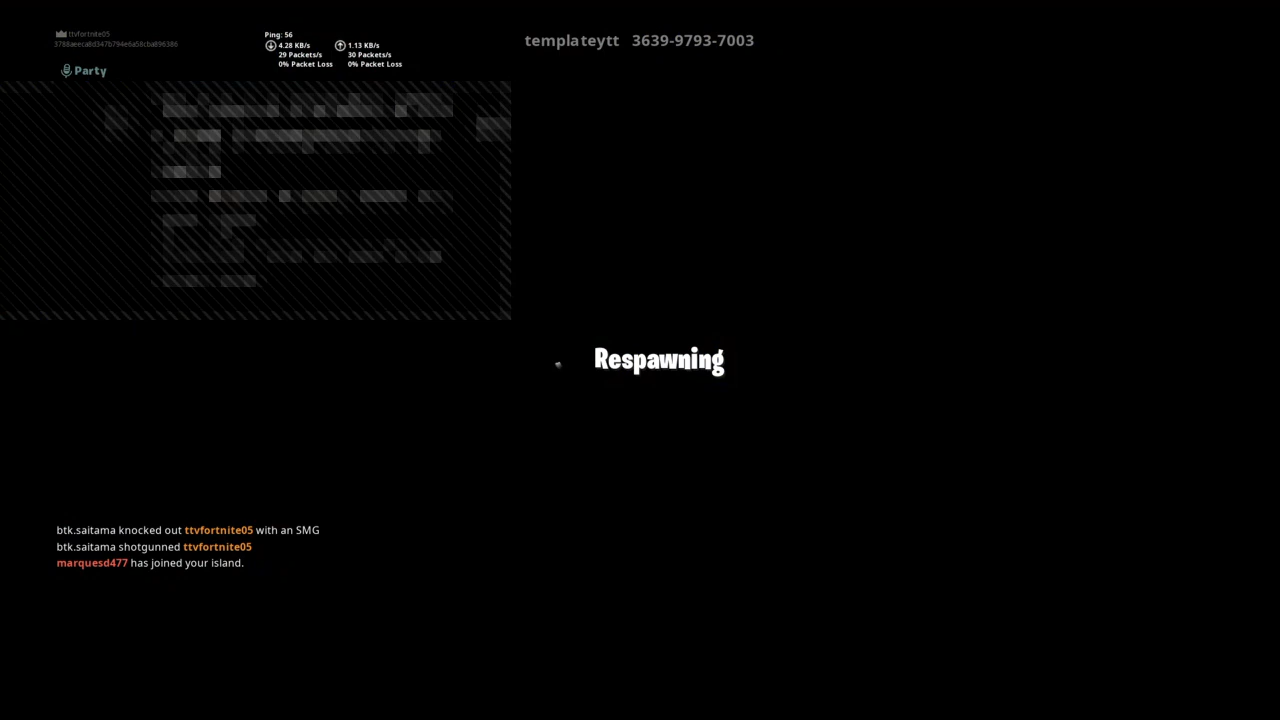 ttvfortnite05
Ping: 56
4.28 KB/s 1.13 KB/s
29 Packets/s 30 Packets/s
0% Packet Loss 0% Packet Loss
templateytt 3639-9793-7003
Party
Respawning
btk.saitama knocked out ttvfortnite05 with an SMG
btk.saitama shotgunned ttvfortnite05
marquesd477 has joined your island.